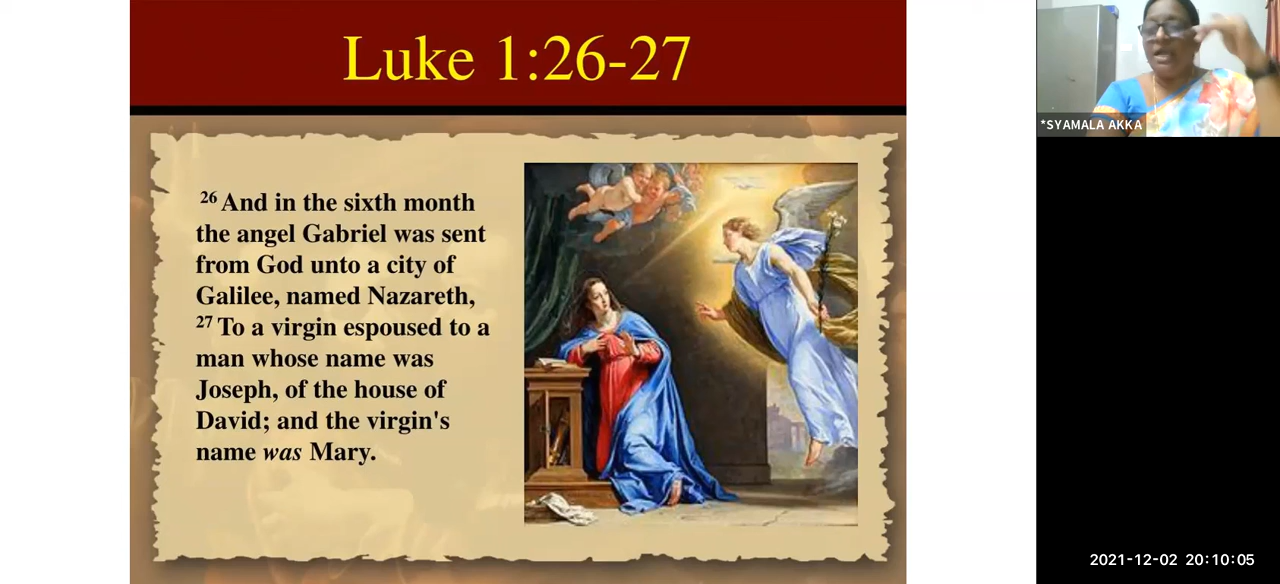 Luke 1:26-27
26 And in the sixth month
the angel Gabriel was sent
from God unto a city of
Galilee, named Nazareth,
27 To a virgin espoused to a
man whose name was
Joseph, of the house of
David; and the virgin's
name was Mary.
*SYAMALA AKKA
2021-12-02 20:10:05